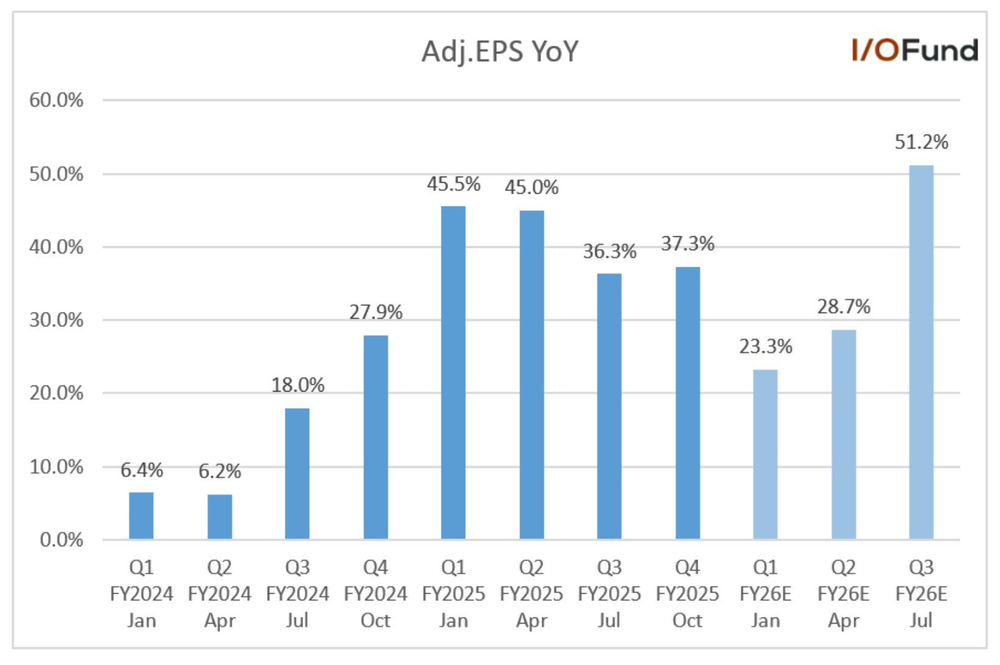 Adj.EPS YoY
I/OFund
60.0%
50.0%
40.0%
30.0%
20.0%
10.0%
0.0%
6.4%
6.2%
18.0%
27.9%
45.5%
45.0%
36.3%
37.3%
23.3%
28.7%
51.2%
Q1 FY2024 Jan
Q2 FY2024 Apr
Q3 FY2024 Jul
Q4 FY2024 Oct
Q1 FY2025 Jan
Q2 FY2025 Apr
Q3 FY2025 Jul
Q4 FY2025 Oct
Q1 FY26E Jan
Q2 FY26E Apr
Q3 FY26E Jul